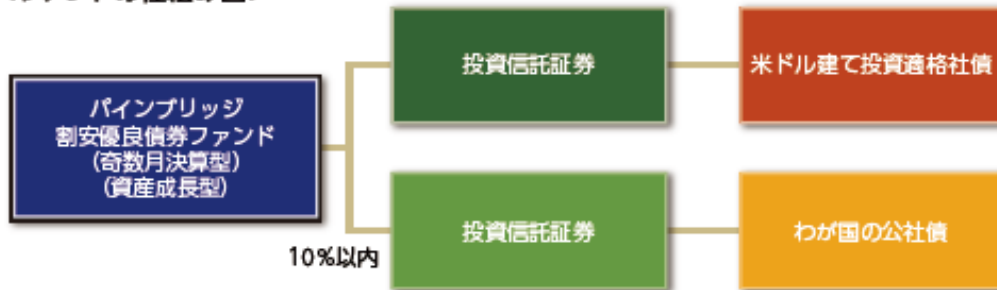 投資信託証券
米ドル建て投資適格社債
パインブリッジ
割安優良債券ファンド
(奇数月決算型)
(資産成長型)
投資信託証券
わが国の公社債
10%以内